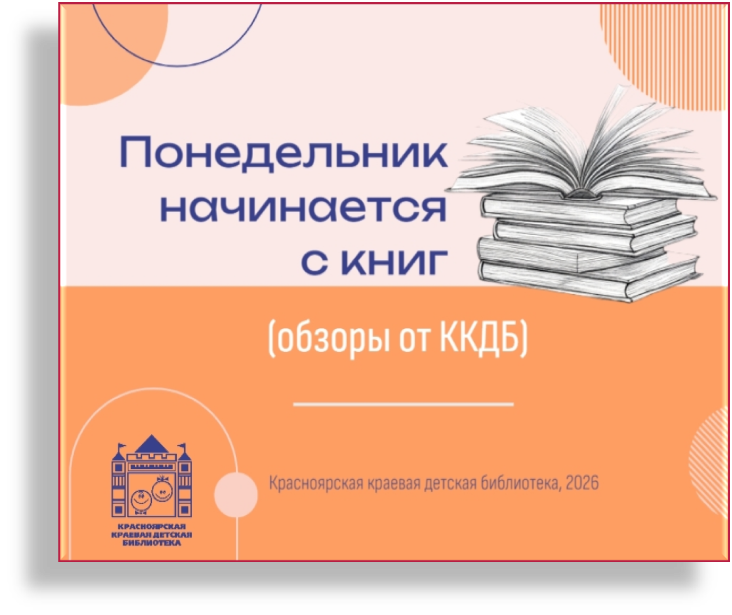 Понедельник
начинается
с книг
(обзоры от ККДБ)
Красноярская краевая детская библиотека, 2026
КРАСНОЯРСКАЯ
КРАЕВАЯ ДЕТСКАЯ
БИБЛИОТЕКА